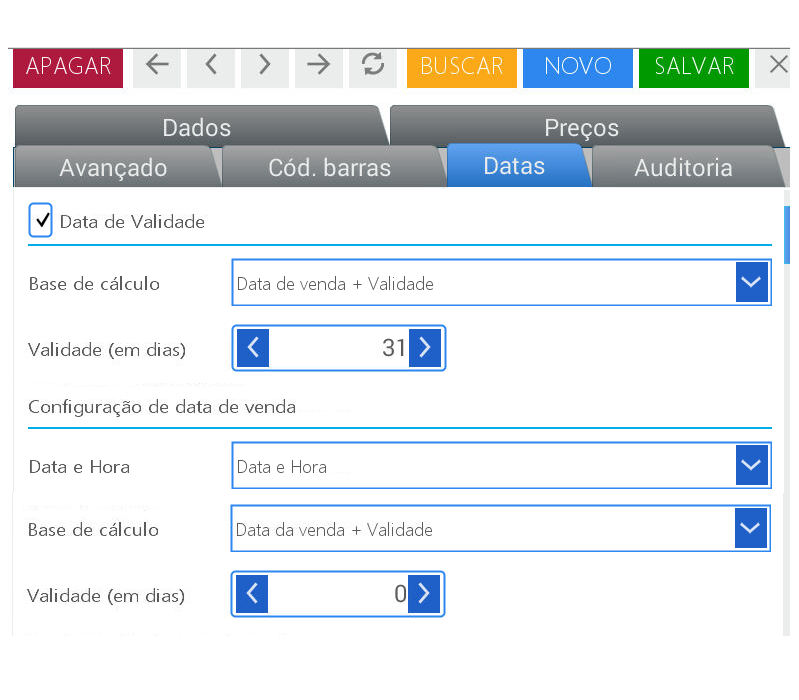 APAGAR BUSCAR NOVO SALVAR
Dados Preços
Avançado Cód. barras Datas Auditoria
Data de Validade
Base de cálculo Data de venda + Validade
Validade (em dias) 31
Configuração de data de venda
Data e Hora Data e Hora
Base de cálculo Data da venda + Validade
Validade (em dias) 0